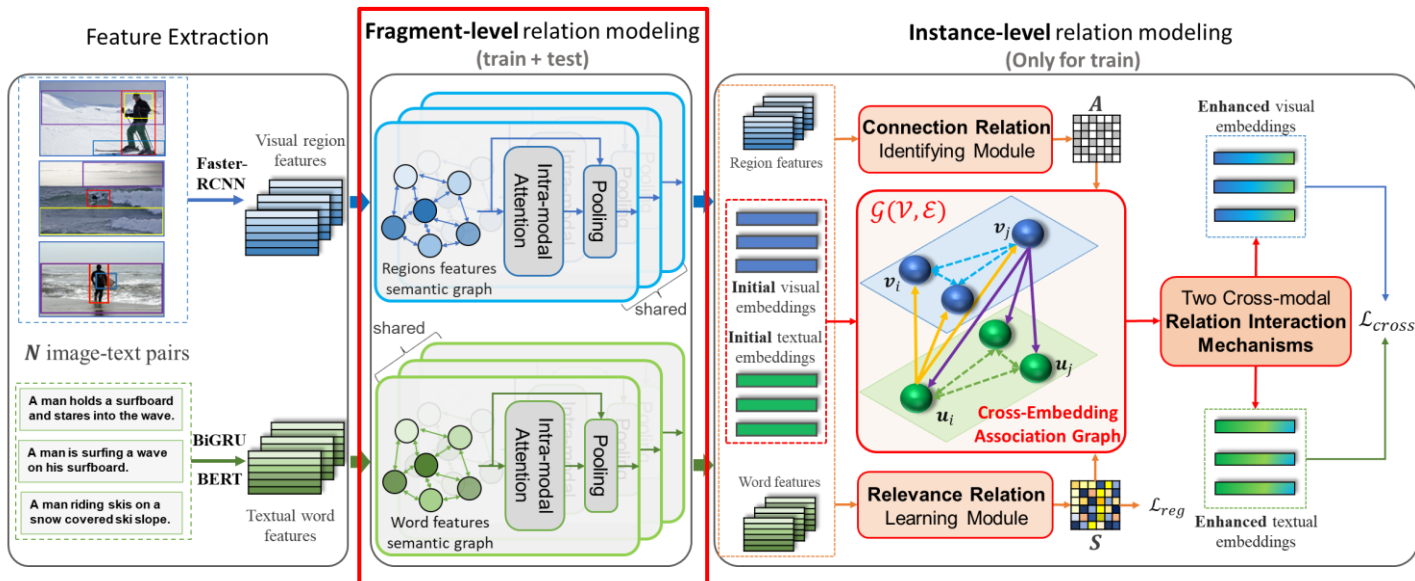 Feature Extraction
Faster-
RCNN
Visual region
features
N image-text pairs
A man holds a surfboard
and stares into the wave.
A man is surfing a wave
on his surfboard.
A man riding skis on a
snow covered ski slope.
BiGRU
BERT
Textual word
features
Fragment-level relation modeling
(train + test)
Regions features
semantic graph
Intra-modal
Attention
Pooling
shared
shared
Word features
semantic graph
Intra-modal
Attention
Pooling
Instance-level relation modeling
(Only for train)
Region features
Connection Relation
Identifying Module
A
Initial visual
embeddings
Initial textual
embeddings
G(V, E)
v_j
v_i
u_j
u_i
Cross-Embedding
Association Graph
Word features
Relevance Relation
Learning Module
S
L_reg
Enhanced visual
embeddings
Two Cross-modal
Relation Interaction
Mechanisms
L_cross
Enhanced textual
embeddings